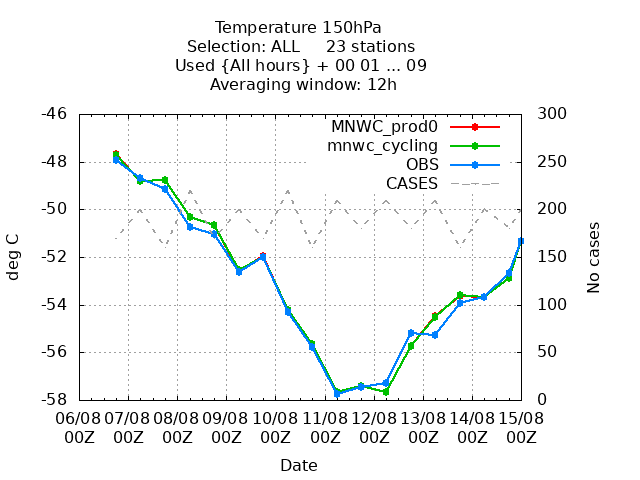 Temperature 150hPa
Selection: ALL 23 stations
Used {All hours} + 00 01 ... 09
Averaging window: 12h
-46
-48
-50
-52
-54
-56
-58
deg C
MNWC_prod0
mnwc_cycling
OBS
CASES
300
250
200
150
100
50
0
No cases
06/08 07/08 08/08 09/08 10/08 11/08 12/08 13/08 14/08 15/08
00Z 00Z 00Z 00Z 00Z 00Z 00Z 00Z 00Z 00Z
Date